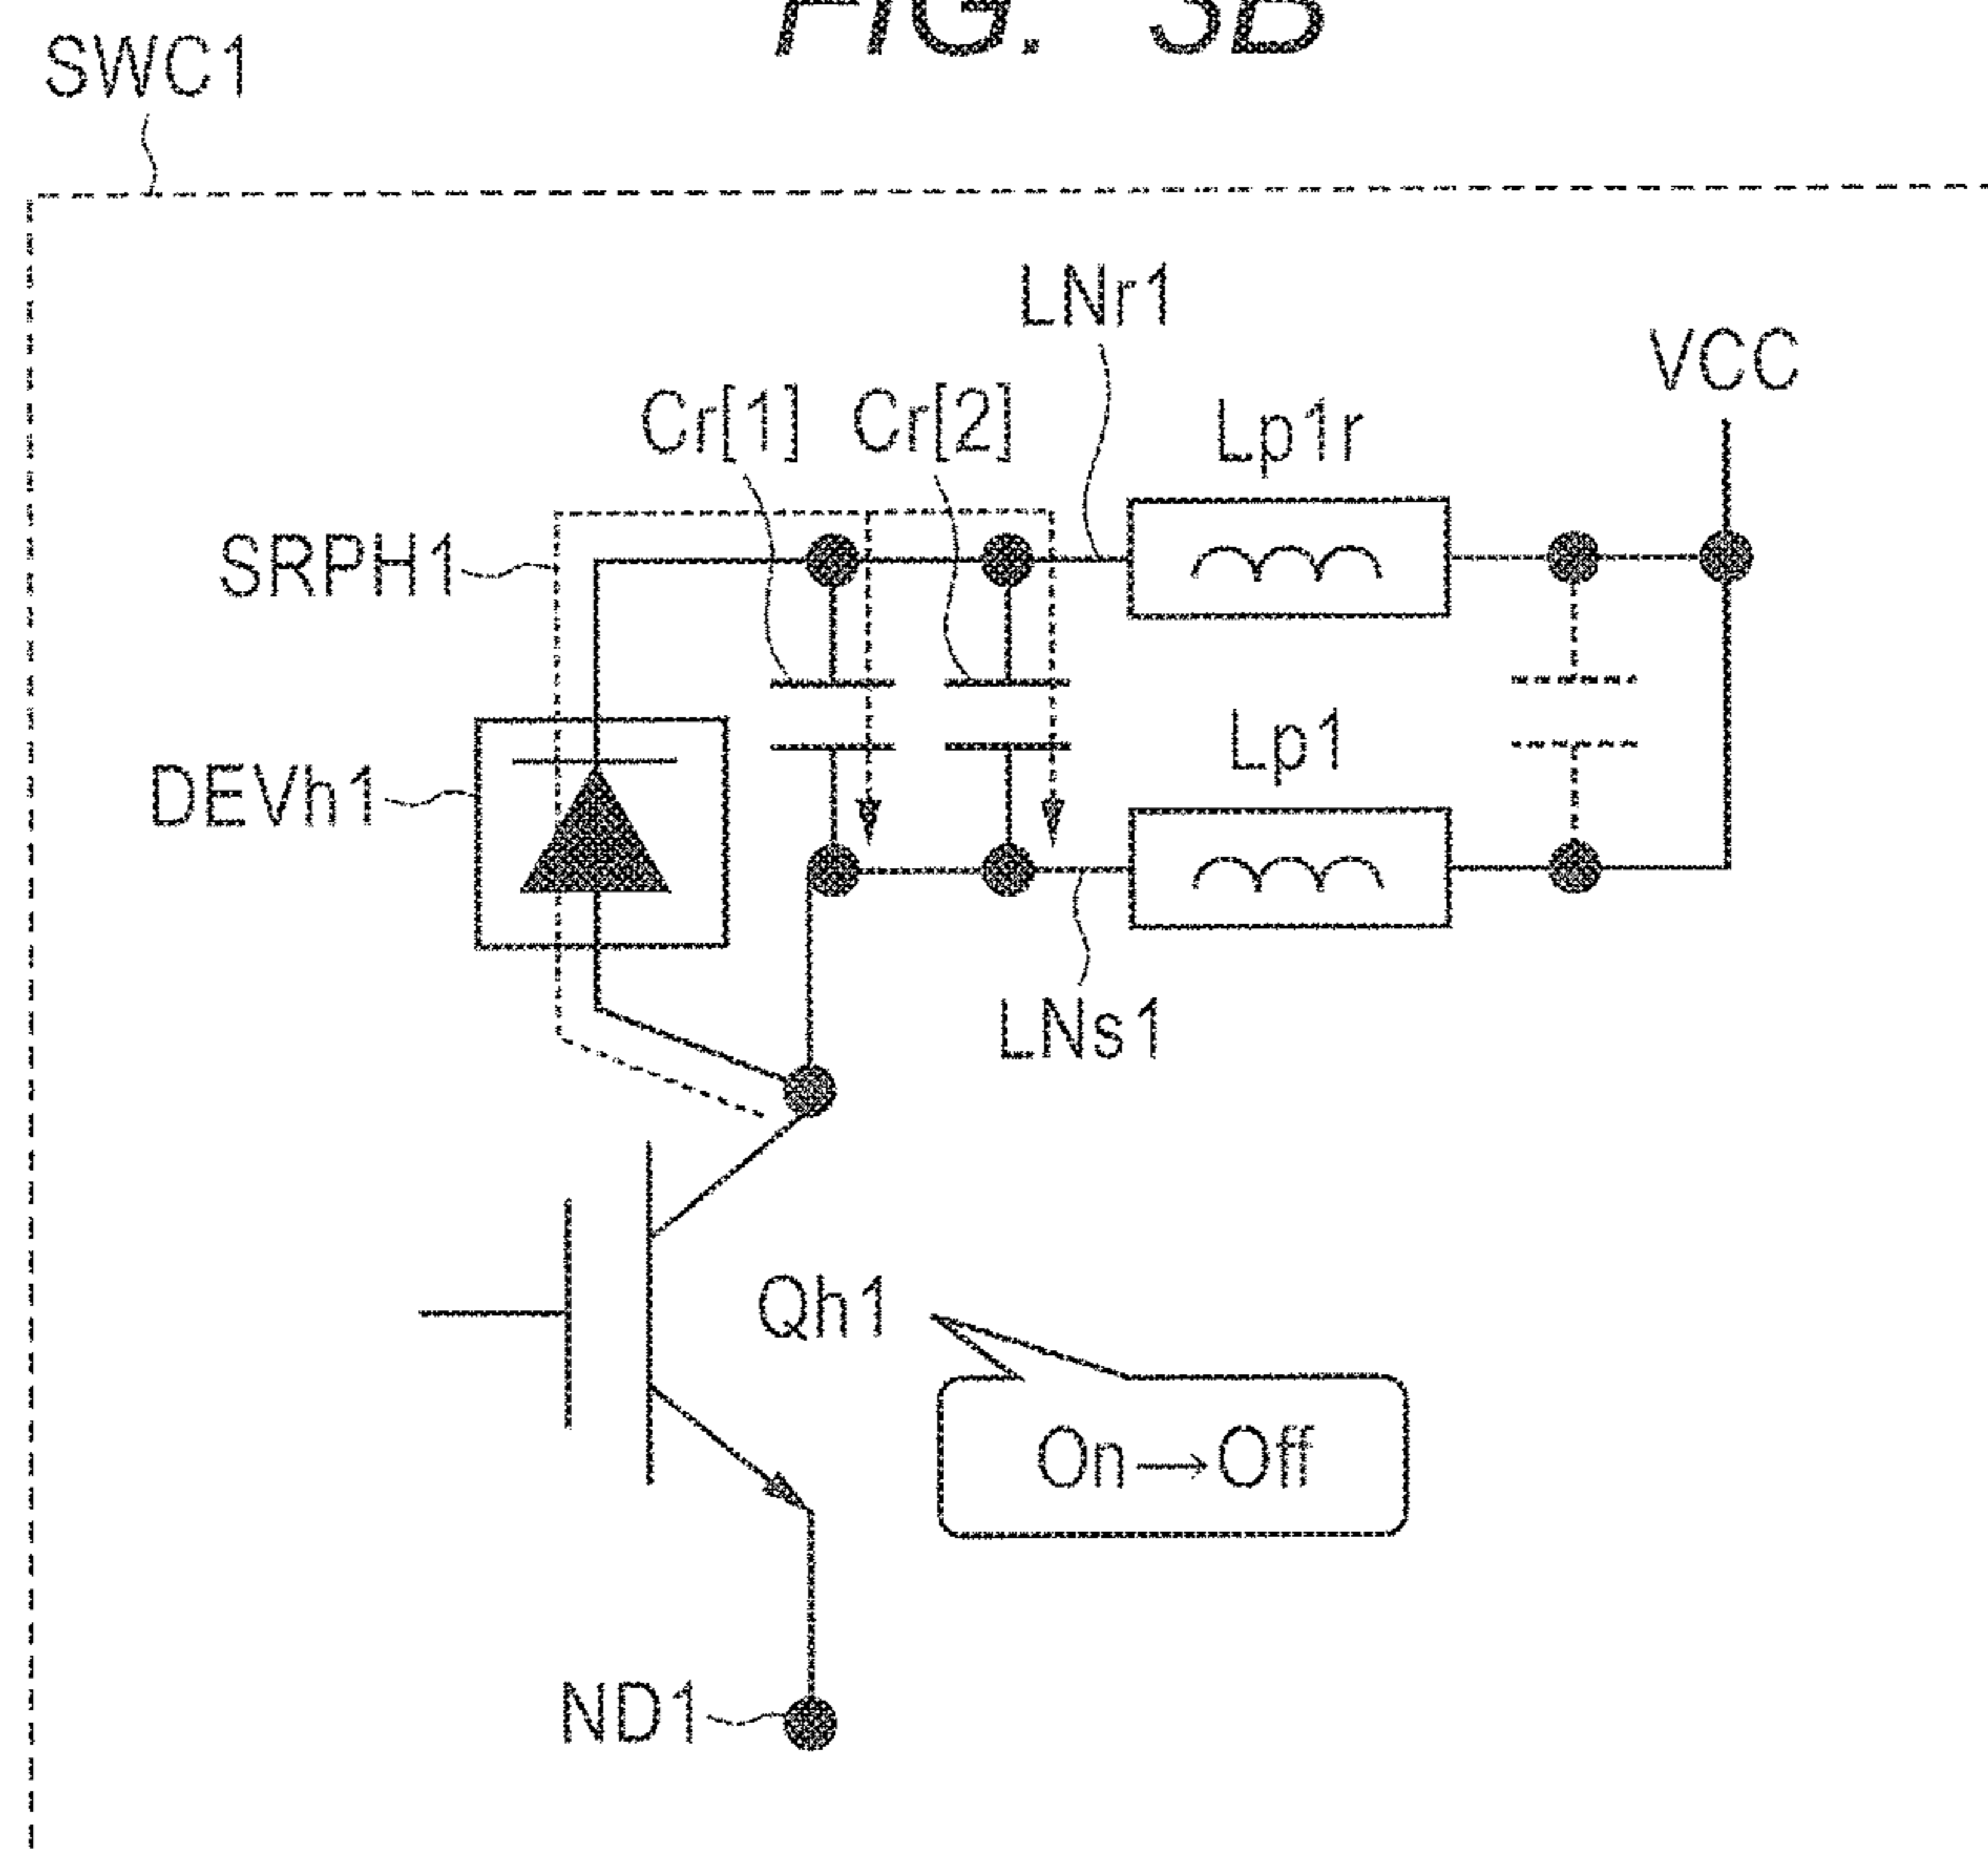 FIG. 3B
SWC1
LNr1
VCC
Cr[1]
Cr[2]
Lp1r
SRPH1
Lp1
DEVh1
LNs1
Qh1
On→Off
ND1